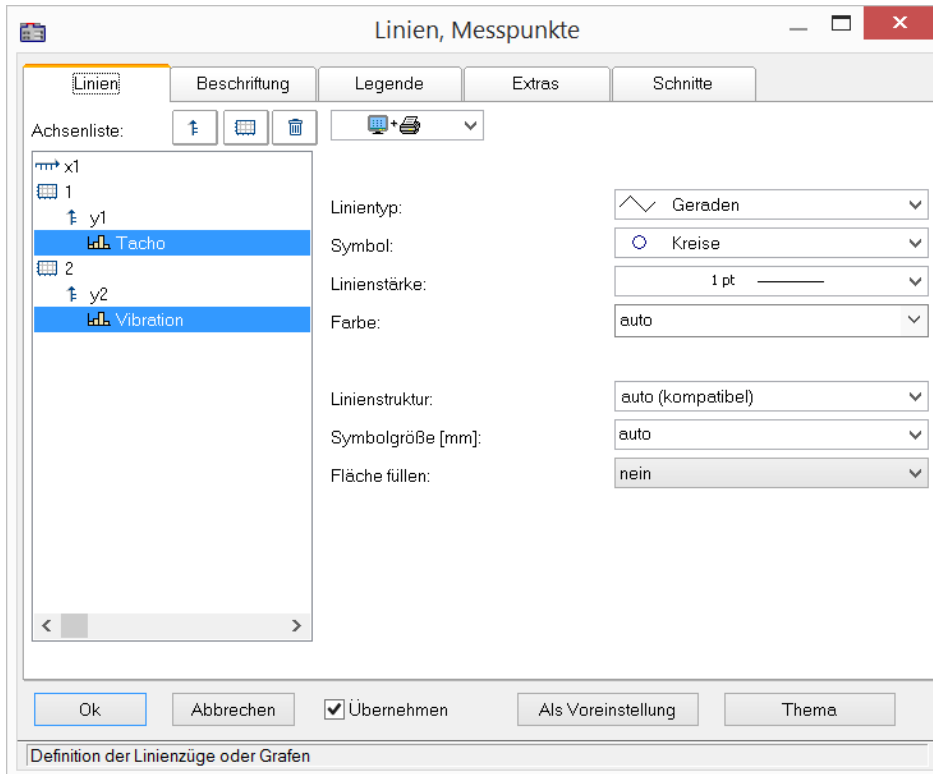 Linien, Messpunkte
Linien
Beschriftung
Legende
Extras
Schnitte
Achsenliste:
x1
1
y1
Tacho
2
y2
Vibration
Linientyp:
Geraden
Symbol:
Kreise
Linienstärke:
1 pt
Farbe:
auto
Linienstruktur:
auto (kompatibel)
Symbolgröße [mm]:
auto
Fläche füllen:
nein
Ok
Abbrechen
Übernehmen
Als Voreinstellung
Thema
Definition der Linienzüge oder Grafen